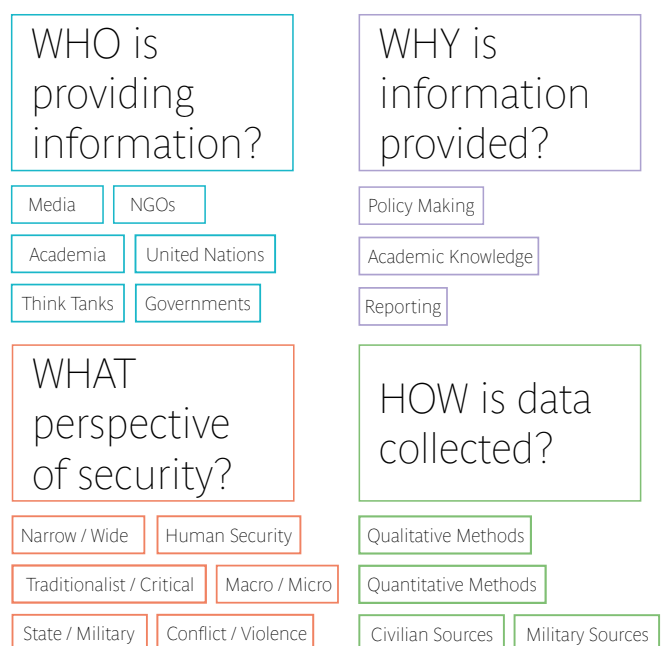 WHO is
providing
information?
Media
NGOs
Academia
United Nations
Think Tanks
Governments
WHY is
information
provided?
Policy Making
Academic Knowledge
Reporting
WHAT
perspective
of security?
Narrow / Wide
Human Security
Traditionalist / Critical
Macro / Micro
State / Military
Conflict / Violence
HOW is data
collected?
Qualitative Methods
Quantitative Methods
Civilian Sources
Military Sources